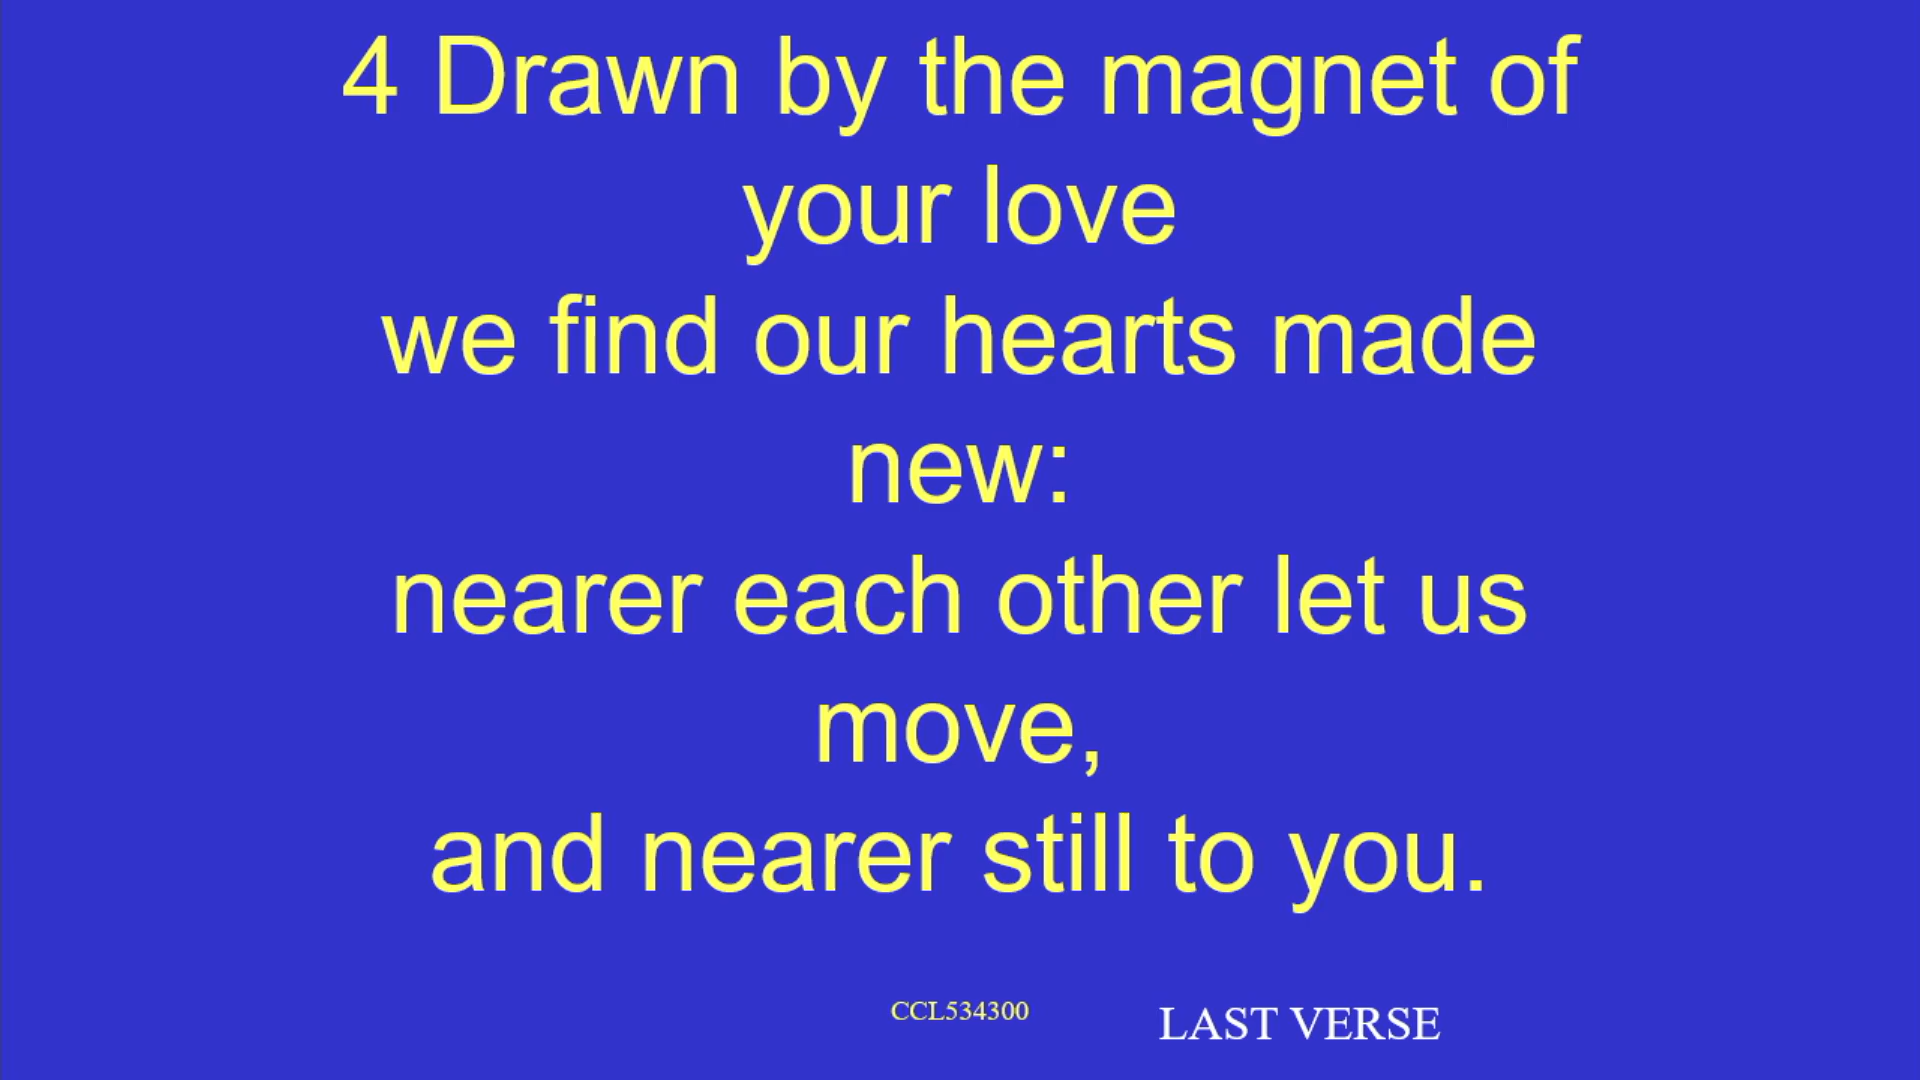 4 Drawn by the magnet of
your love
we find our hearts made
new:
nearer each other let us
move,
and nearer still to you.
CCL534300
LAST VERSE